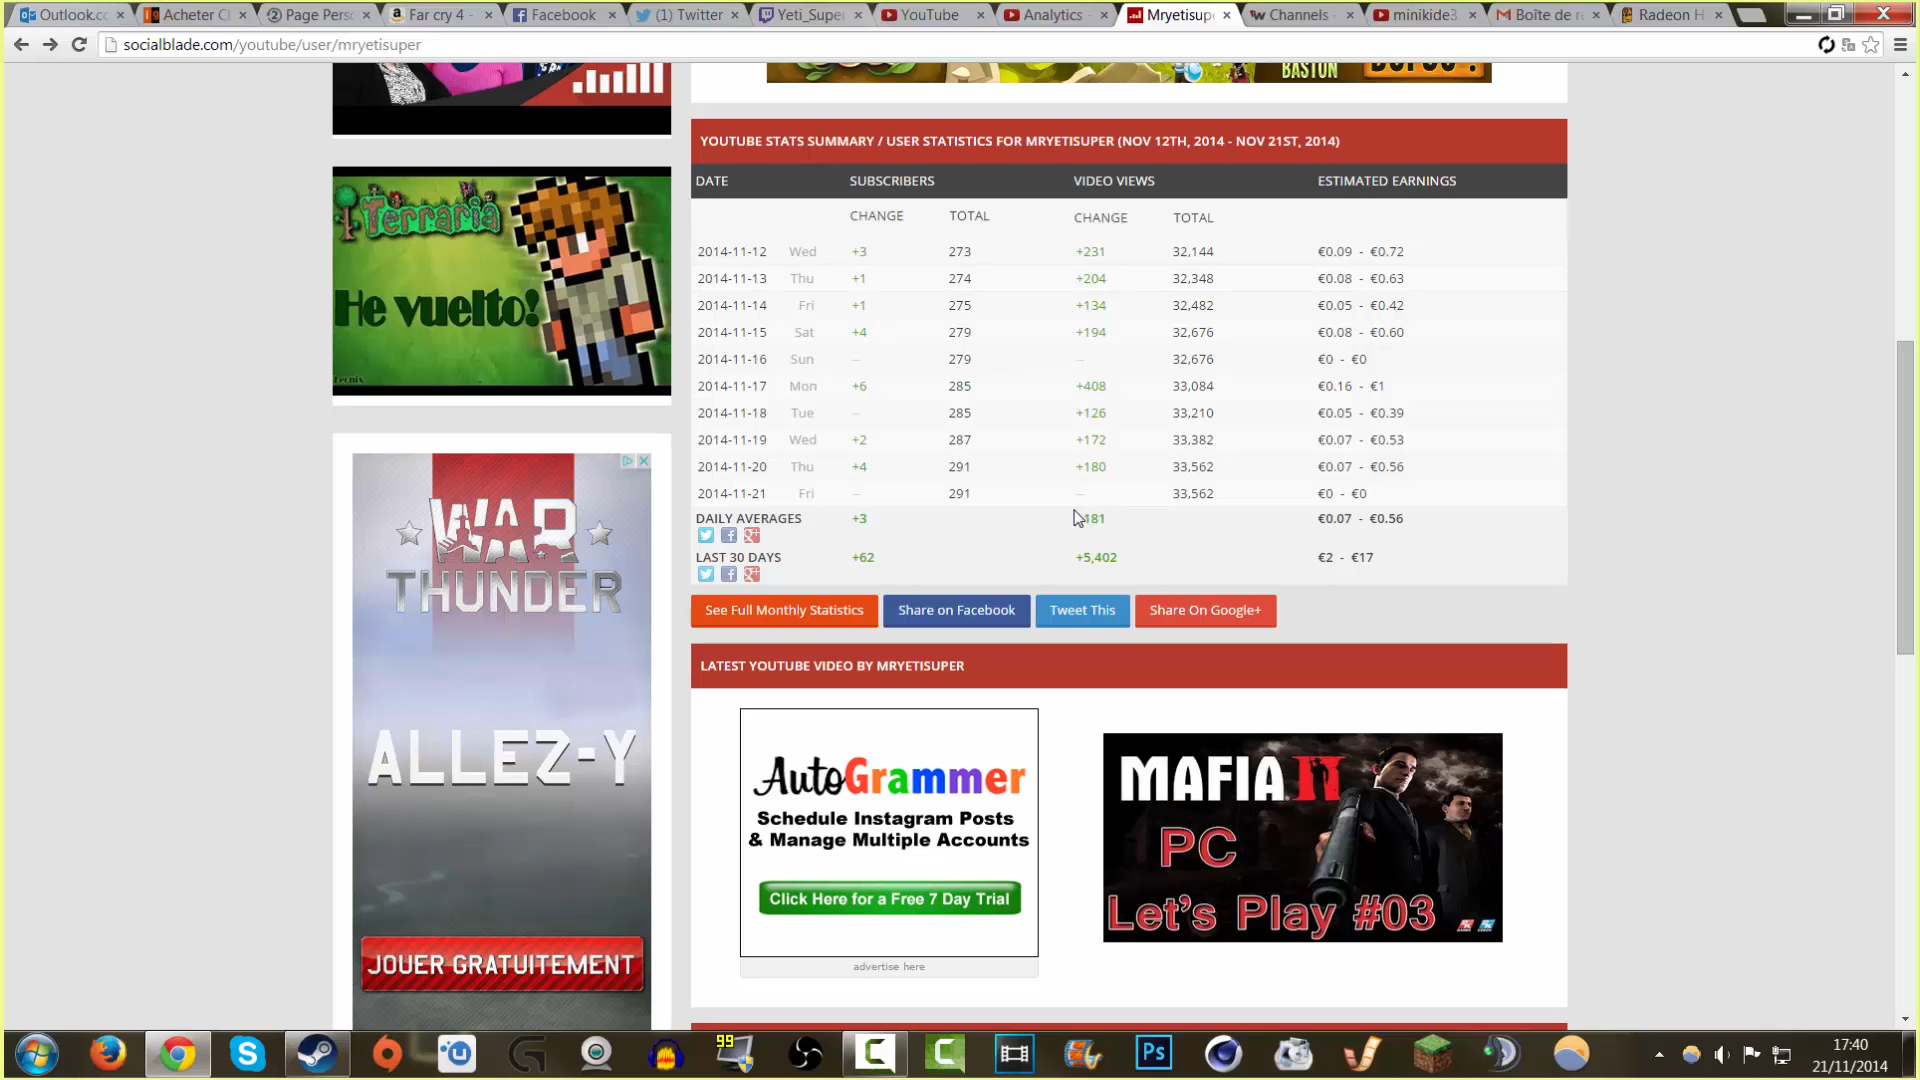 Outlook.cc
Acheter C
Page Pers
Far cry 4 -
Facebook
(1) Twitter
Yeti_Supe
YouTube
Analytics -
Mryetisup
Channels -
minikide3
Boîte de r
Radeon H
socialblade.com/youtube/user/mryetisuper
BASTON
YOUTUBE STATS SUMMARY / USER STATISTICS FOR MRYETISUPER (NOV 12TH, 2014 - NOV 21ST, 2014)
DATE SUBSCRIBERS VIDEO VIEWS ESTIMATED EARNINGS
CHANGE TOTAL CHANGE TOTAL
2014-11-12 Wed +3 273 +231 32,144 €0.09 - €0.72
2014-11-13 Thu +1 274 +204 32,348 €0.08 - €0.63
2014-11-14 Fri +1 275 +134 32,482 €0.05 - €0.42
2014-11-15 Sat +4 279 +194 32,676 €0.08 - €0.60
2014-11-16 Sun -- 279 -- 32,676 €0 - €0
2014-11-17 Mon +6 285 +408 33,084 €0.16 - €1
2014-11-18 Tue -- 285 +126 33,210 €0.05 - €0.39
2014-11-19 Wed +2 287 +172 33,382 €0.07 - €0.53
2014-11-20 Thu +4 291 +180 33,562 €0.07 - €0.56
2014-11-21 Fri -- 291 -- 33,562 €0 - €0
DAILY AVERAGES +3 181 €0.07 - €0.56
LAST 30 DAYS +62 +5,402 €2 - €17
See Full Monthly Statistics
Share on Facebook
Tweet This
Share On Google+
LATEST YOUTUBE VIDEO BY MRYETISUPER
Terraria
He vuelto!
WAR
THUNDER
ALLEZ-Y
JOUER GRATUITEMENT
AutoGrammer
Schedule Instagram Posts
& Manage Multiple Accounts
Click Here for a Free 7 Day Trial
advertise here
MAFIA II
PC
Let's Play #03
99
Ps
17:40
21/11/2014